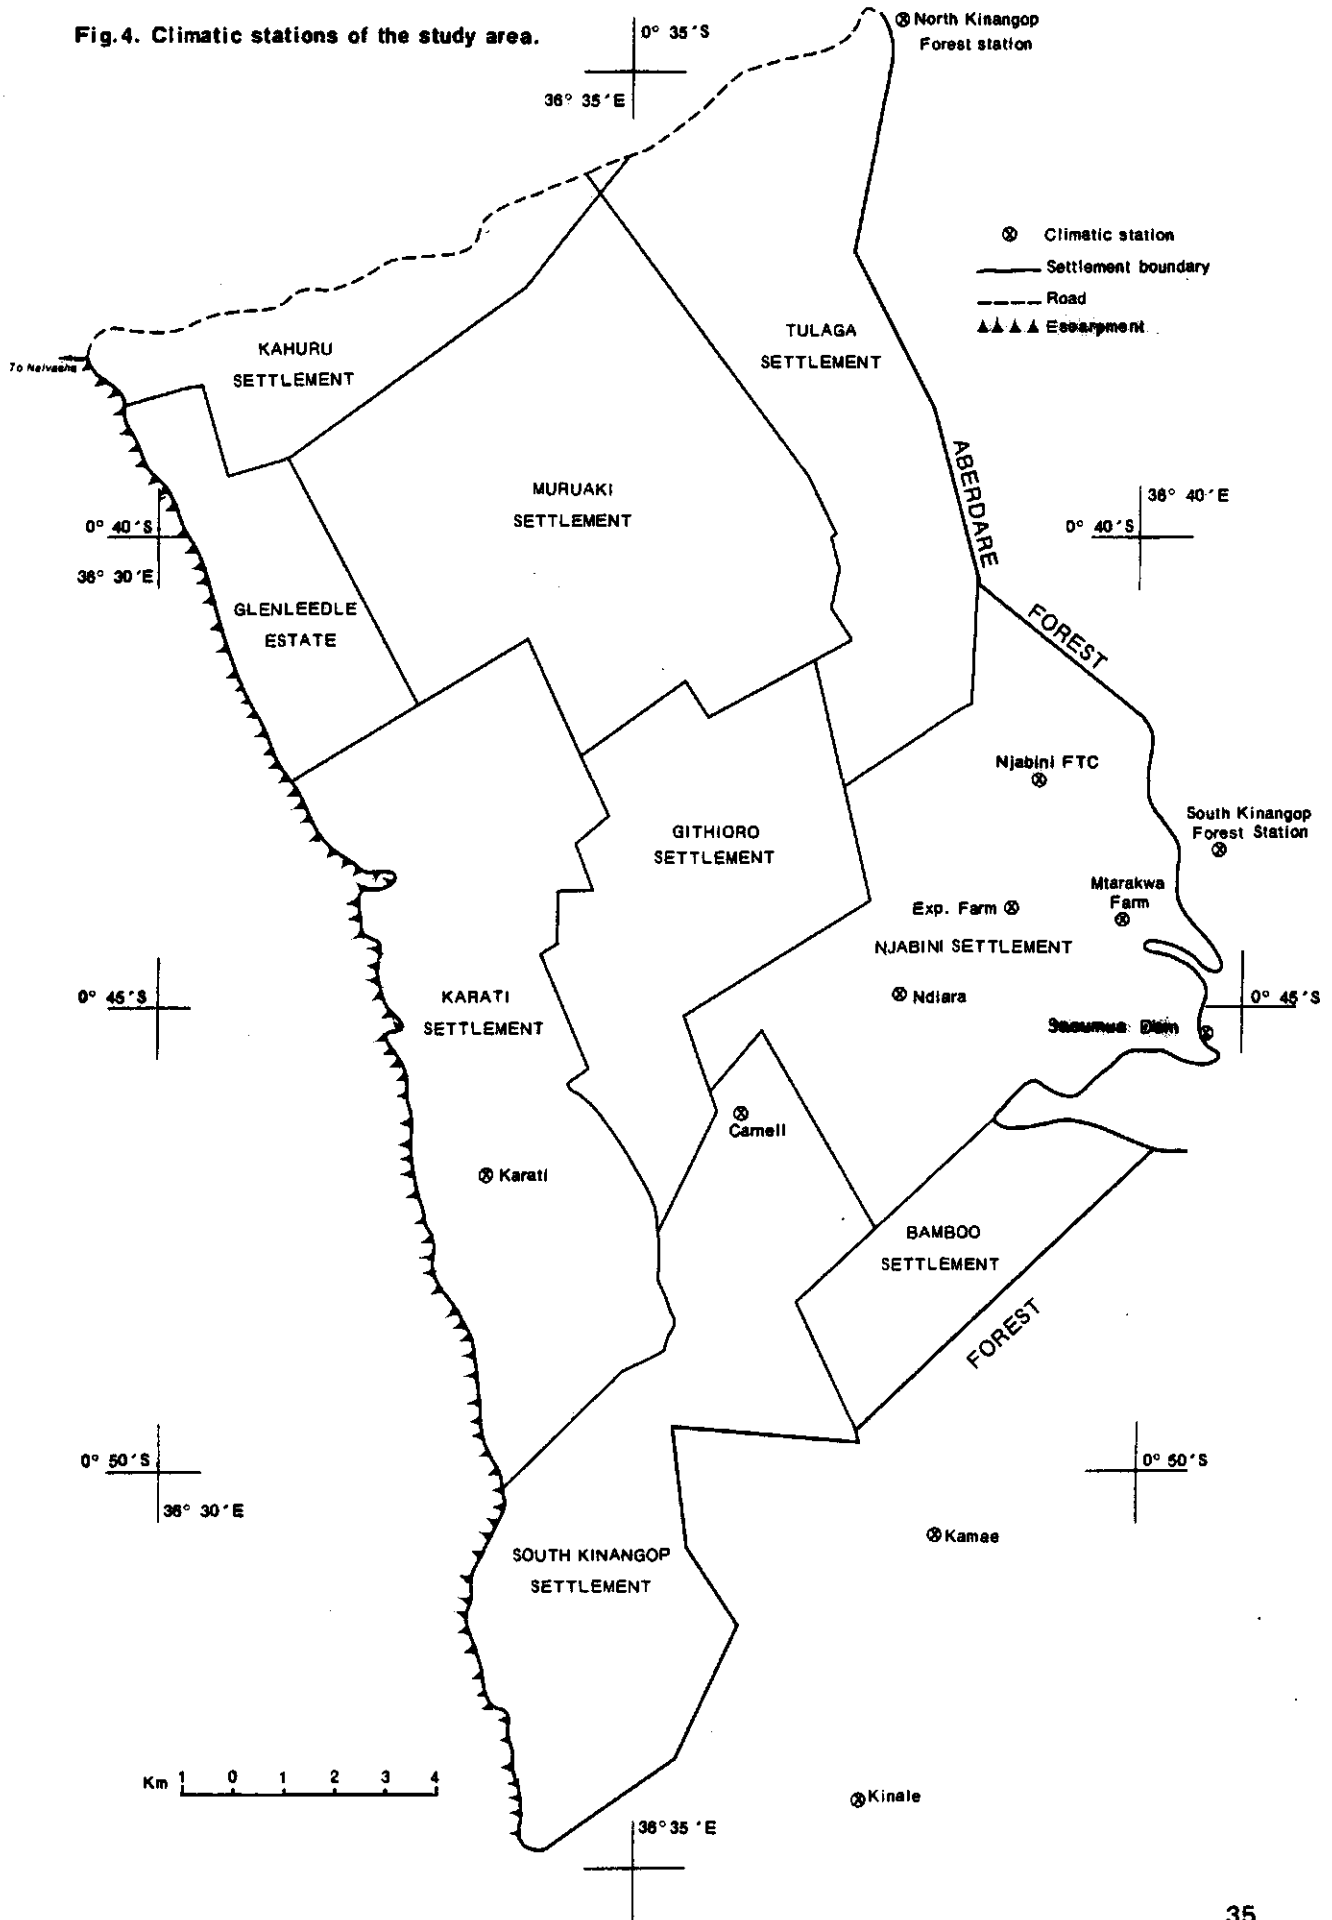 Fig.4. Climatic stations of the study area.
0° 35´S
36° 35´E
North Kinangop
Forest station
Climatic station
Settlement boundary
Road
Escarpment
To Naivasha
KAHURU
SETTLEMENT
TULAGA
SETTLEMENT
MURUAKI
SETTLEMENT
ABERDARE
FOREST
36° 40´E
0° 40´S
0° 40´S
36° 30´E
GLENLEEDLE
ESTATE
Njabini FTC
South Kinangop
Forest Station
GITHIORO
SETTLEMENT
Mtarakwa
Farm
Exp. Farm
NJABINI SETTLEMENT
Ndiara
0° 45´S
KARATI
SETTLEMENT
0° 45´S
Dam
Camell
Karati
BAMBOO
SETTLEMENT
FOREST
0° 50´S
36° 30´E
0° 50´S
Kamae
SOUTH KINANGOP
SETTLEMENT
Km 1 0 1 2 3 4
Kinale
36° 35´E
35